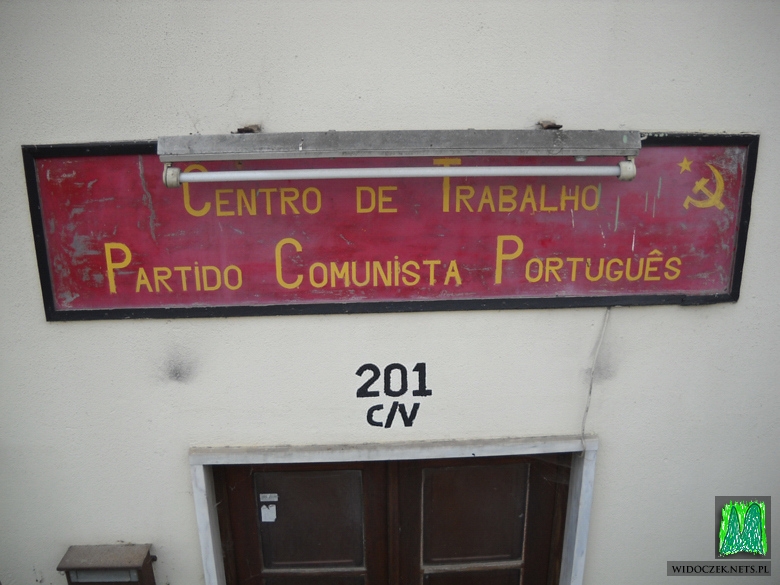 CENTRO DE TRABALHO
PARTIDO COMUNISTA PORTUGUÊS
201
C/V
WIDOCZEK.NETS.PL